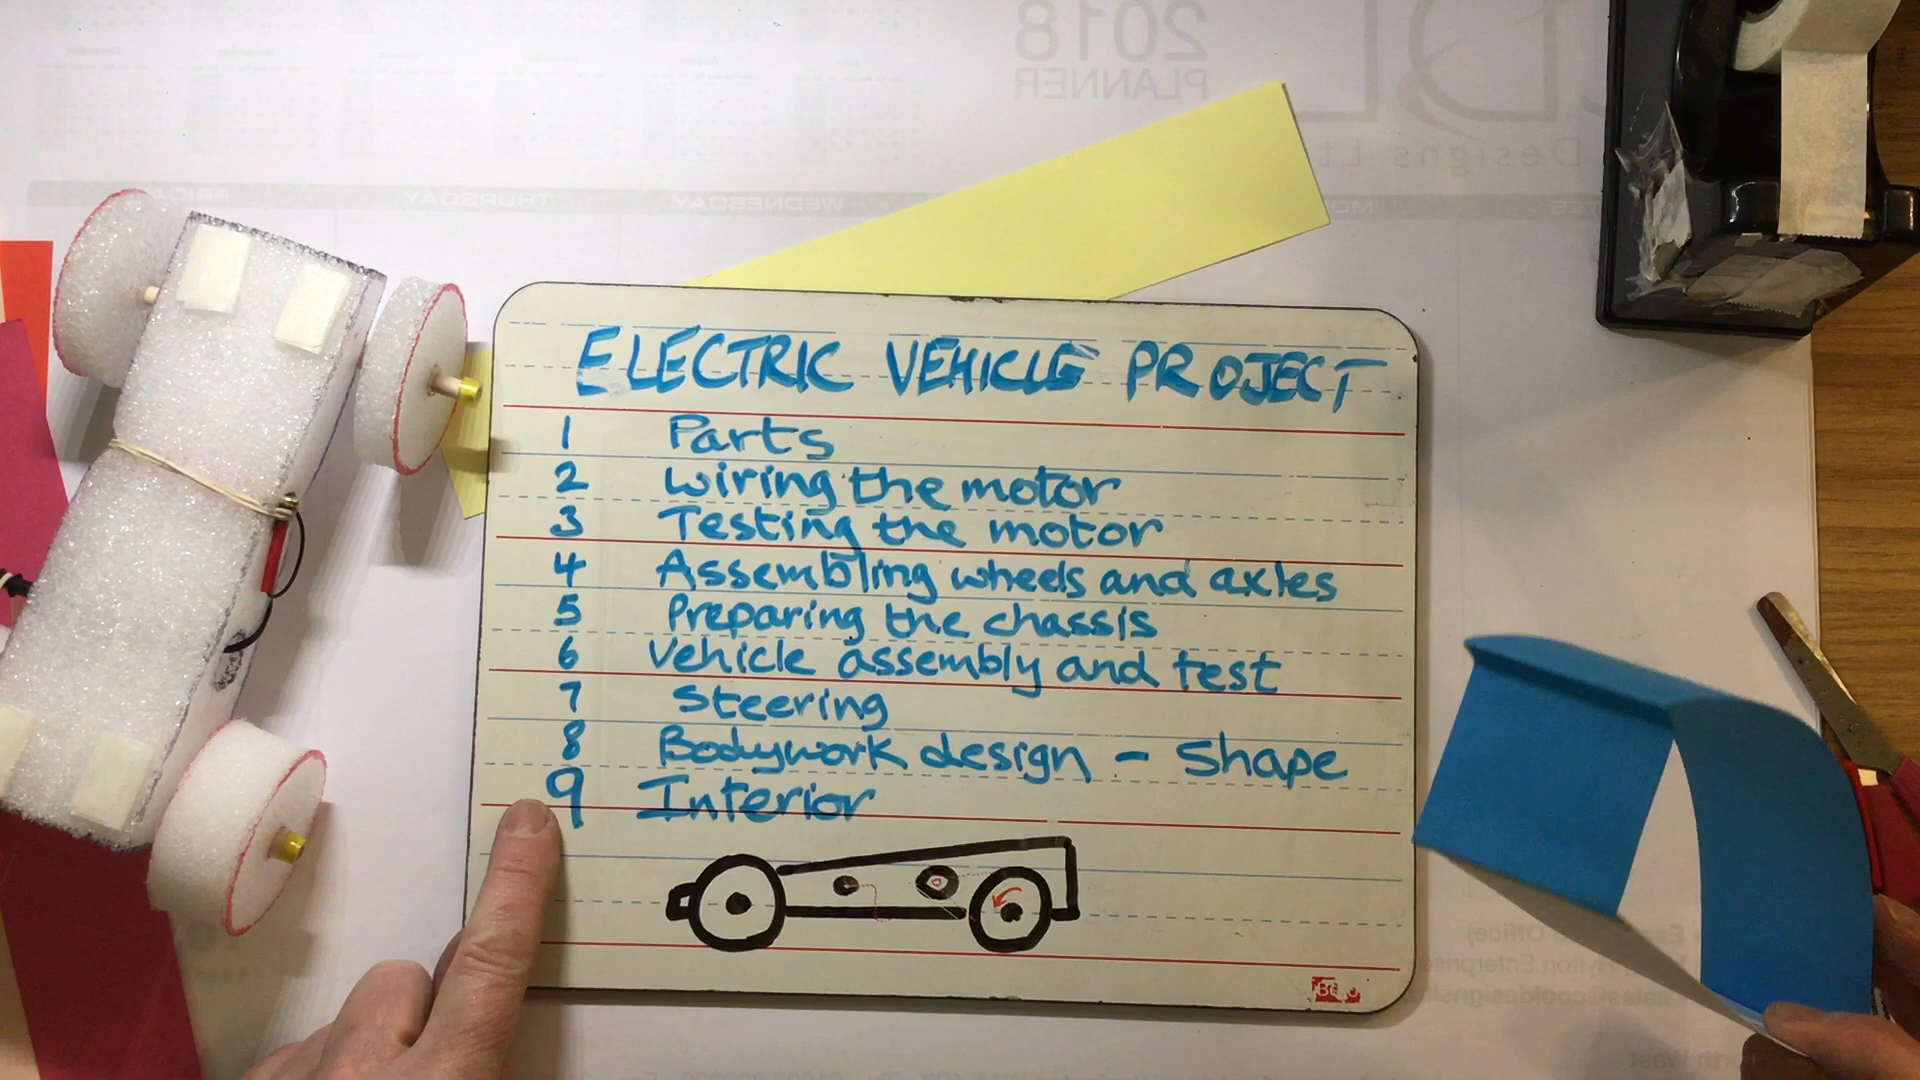 2018
PLANNER
Designs Lt
FRIDAY
THURSDAY
WEDNESDAY
ELECTRIC VEHICLE PROJECT
1 Parts
2 Wiring the motor
3 Testing the motor
4 Assembling wheels and axles
5 Preparing the chassis
6 Vehicle assembly and test
7 Steering
8 Bodywork design - Shape
9 Interior